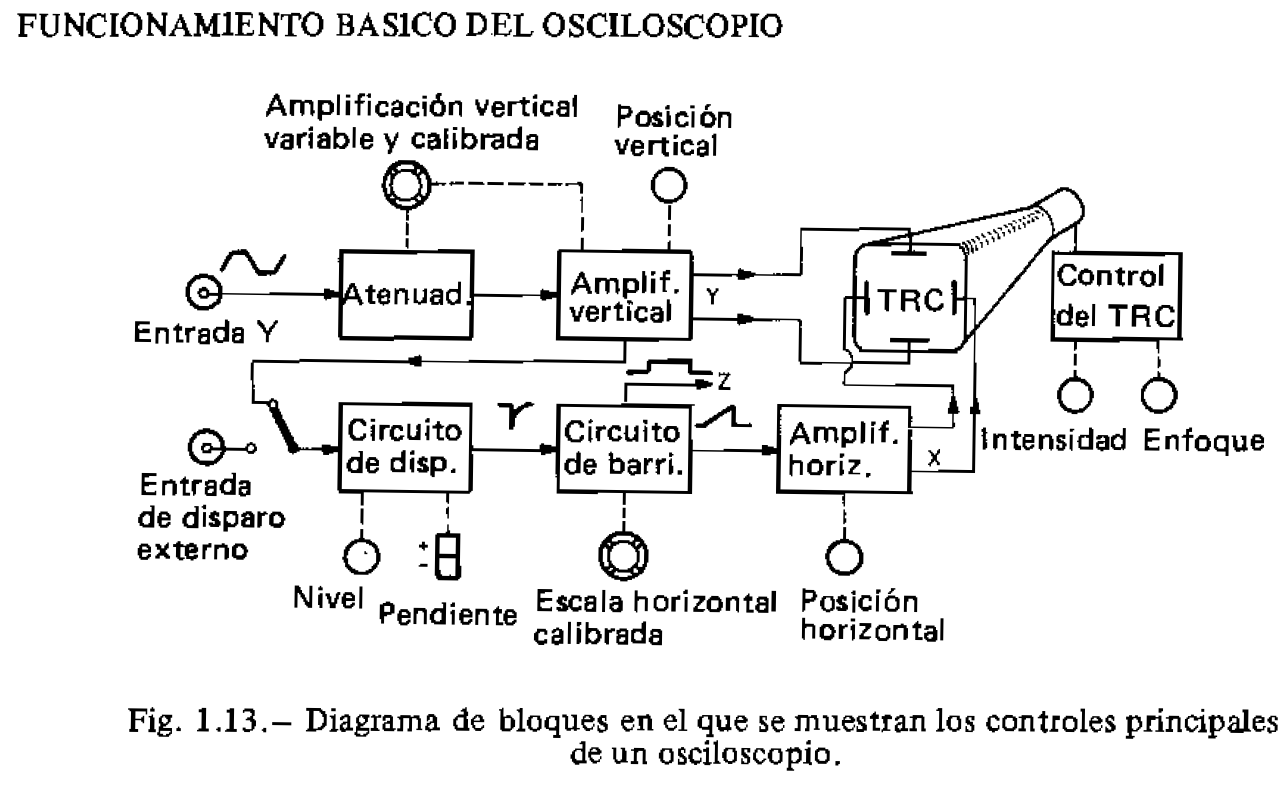 FUNCIONAMIENTO BASICO DEL OSCILOSCOPIO
Amplificación vertical
variable y calibrada
Posición
vertical
Entrada Y
Atenuad.
Amplif.
vertical
Y
TRC
Control
del TRC
Z
Circuito
de disp.
Circuito
de barri.
Amplif.
horiz.
X
Intensidad Enfoque
Entrada
de disparo
externo
Nivel
+
-
Pendiente
Escala horizontal
calibrada
Posición
horizontal
Fig. 1.13.— Diagrama de bloques en el que se muestran los controles principales
de un osciloscopio.